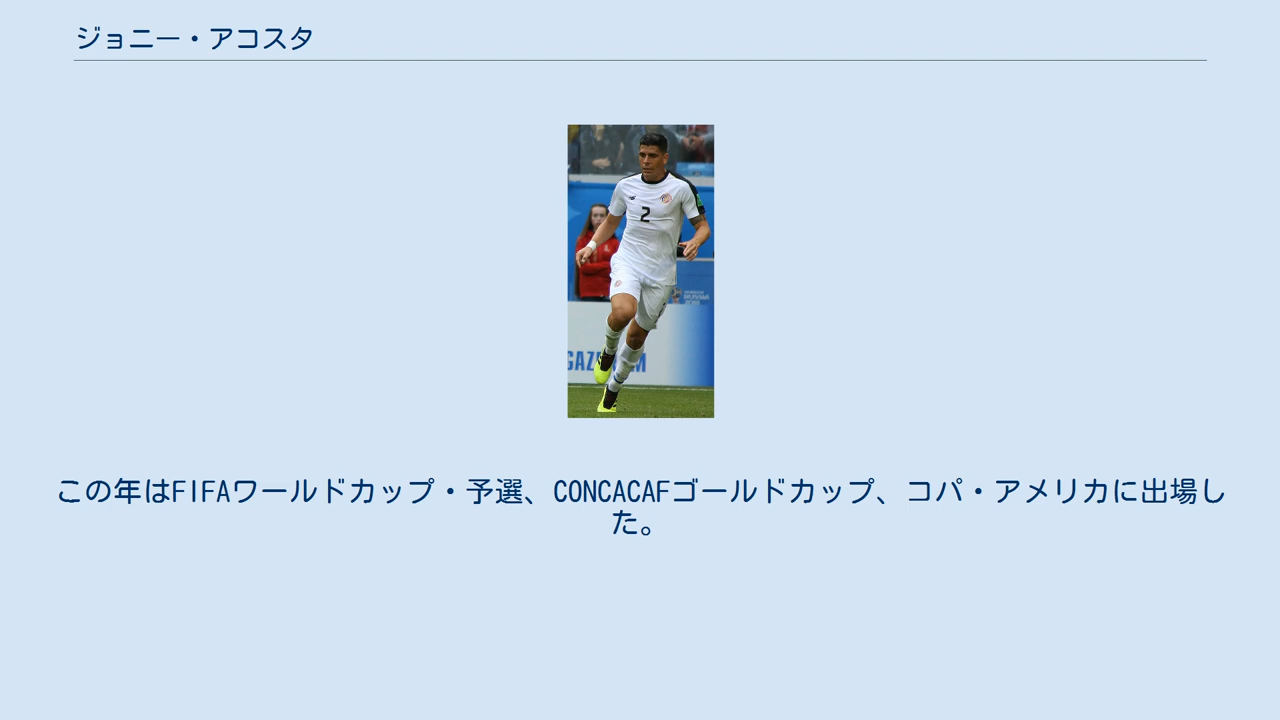 ジョニー・アコスタ
2
GAZ M
この年はFIFAワールドカップ・予選、CONCACAFゴールドカップ、コパ・アメリカに出場し
た。